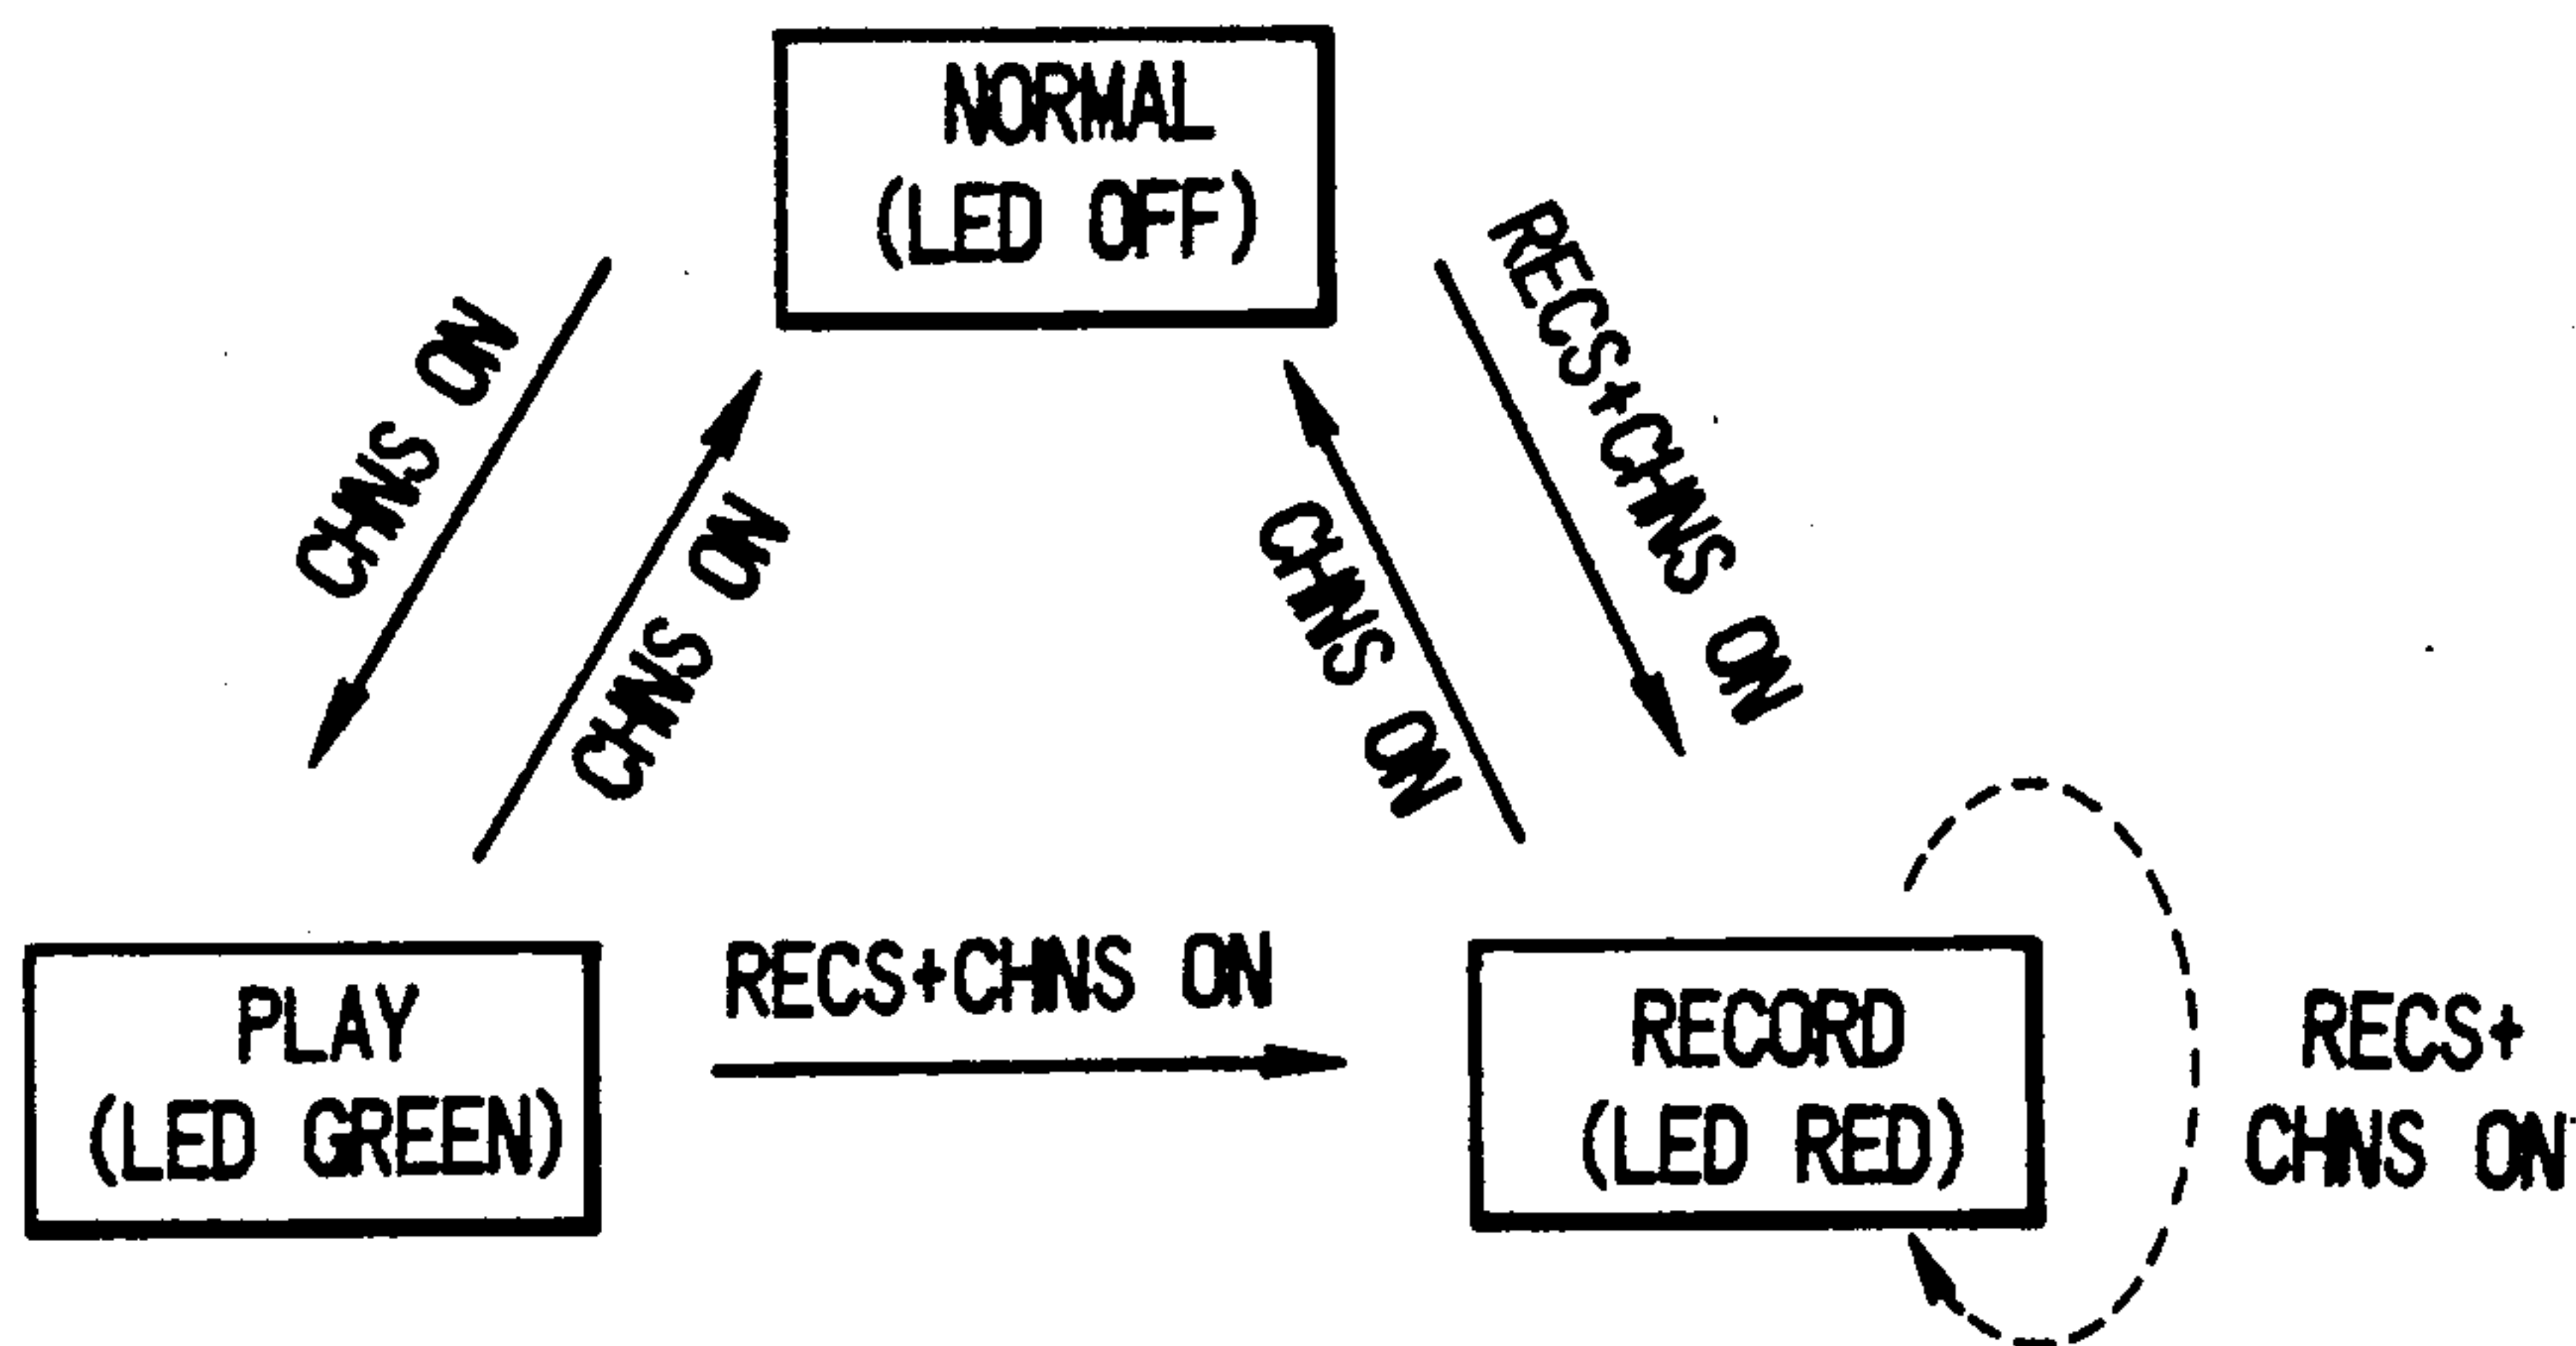 NORMAL
(LED OFF)
CHNS ON
CHNS ON
CHNS ON
RECS+CHNS ON
PLAY
(LED GREEN)
RECS+CHNS ON
RECORD
(LED RED)
RECS+
CHNS ON